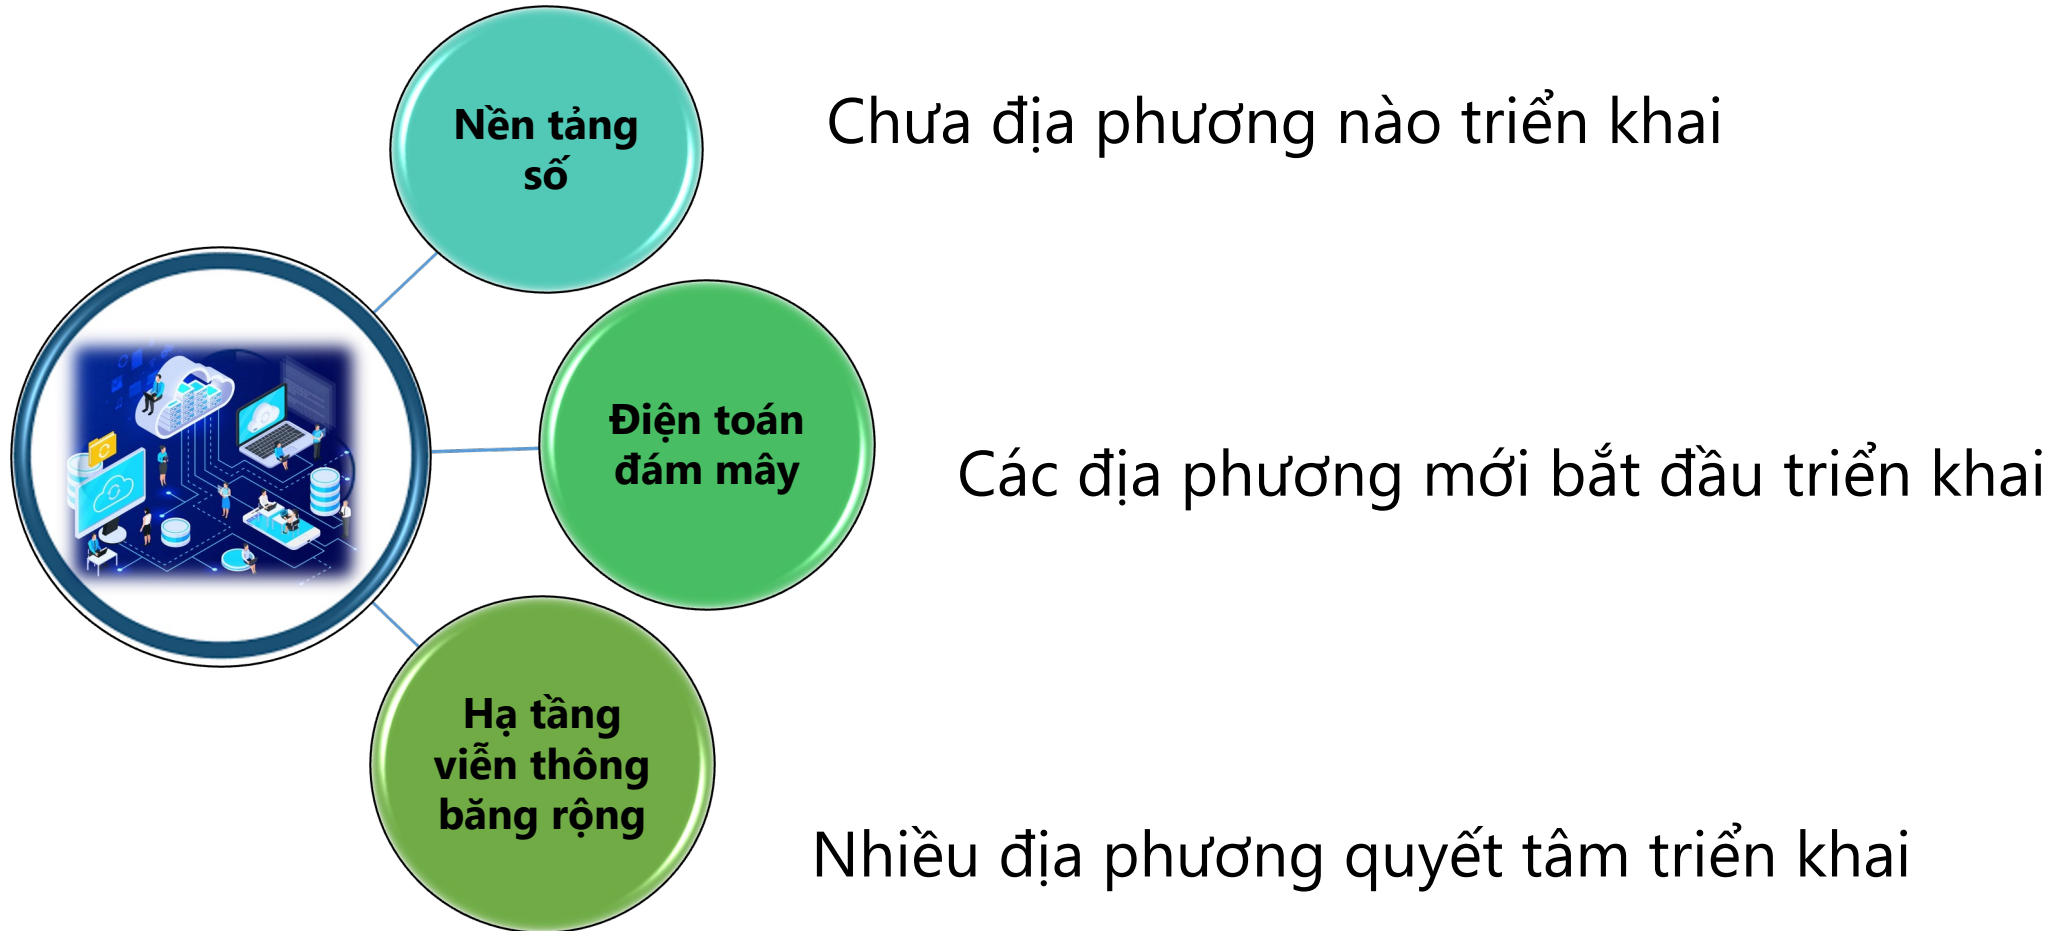 Nền tảng
số
Chưa địa phương nào triển khai
Điện toán
đám mây
Các địa phương mới bắt đầu triển khai
Hạ tầng
viễn thông
băng rộng
Nhiều địa phương quyết tâm triển khai